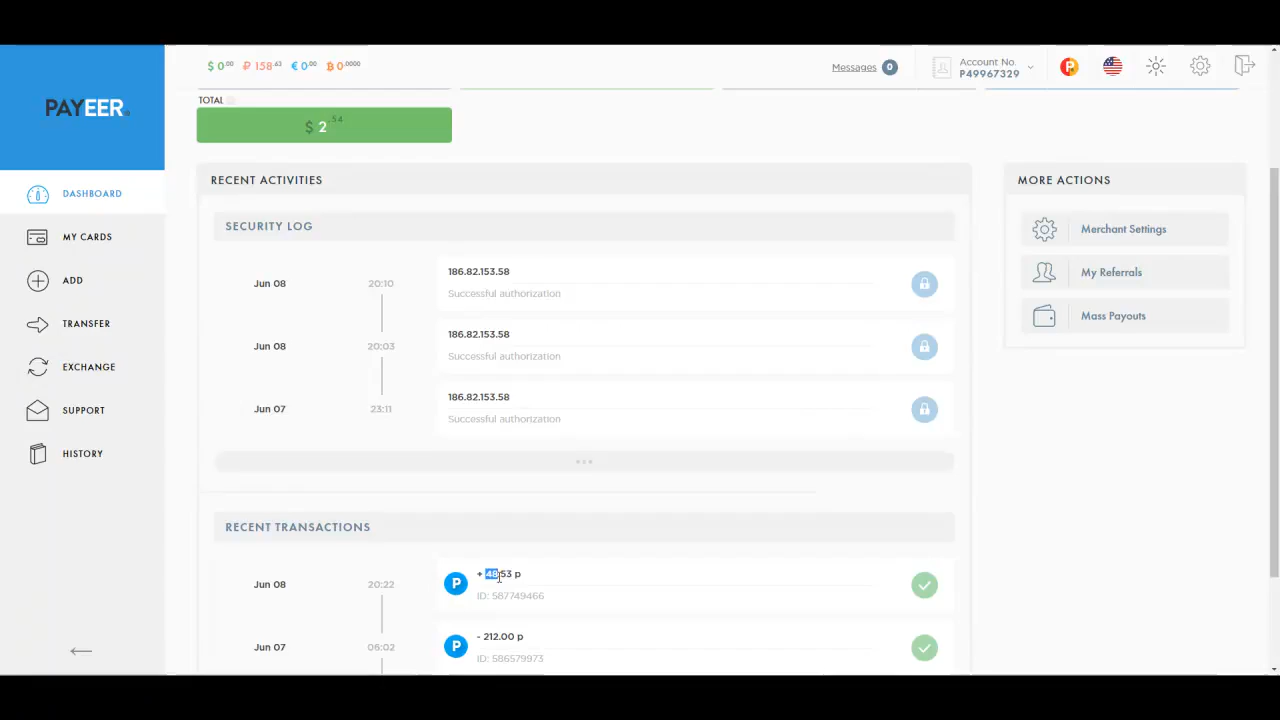 $ 0.00 ₽ 158.63 € 0.00 ₿ 0.0000
Messages 0
Account No.
P49967329
PAYEER
TOTAL
$ 2.54
DASHBOARD
MY CARDS
ADD
TRANSFER
EXCHANGE
SUPPORT
HISTORY
RECENT ACTIVITIES
SECURITY LOG
Jun 08 20:10
186.82.153.58
Successful authorization
Jun 08 20:03
186.82.153.58
Successful authorization
Jun 07 23:11
186.82.153.58
Successful authorization
RECENT TRANSACTIONS
Jun 08 20:22
P
+ 48.53 p
ID: 587749466
Jun 07 06:02
P
- 212.00 p
ID: 586579973
MORE ACTIONS
Merchant Settings
My Referrals
Mass Payouts